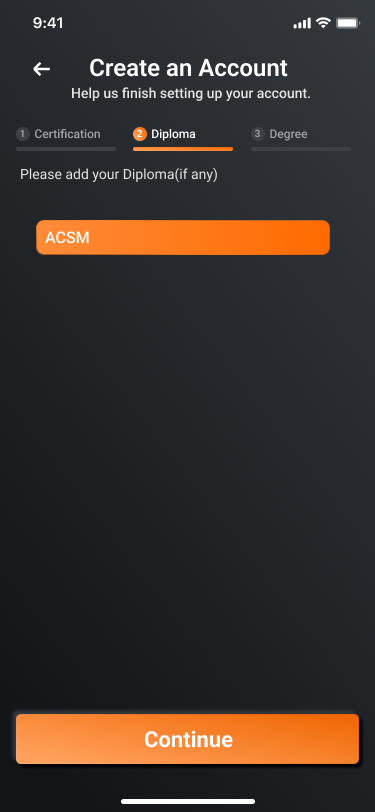 9:41
Create an Account
Help us finish setting up your account.
1 Certification
2 Diploma
3 Degree
Please add your Diploma(if any)
ACSM
Continue